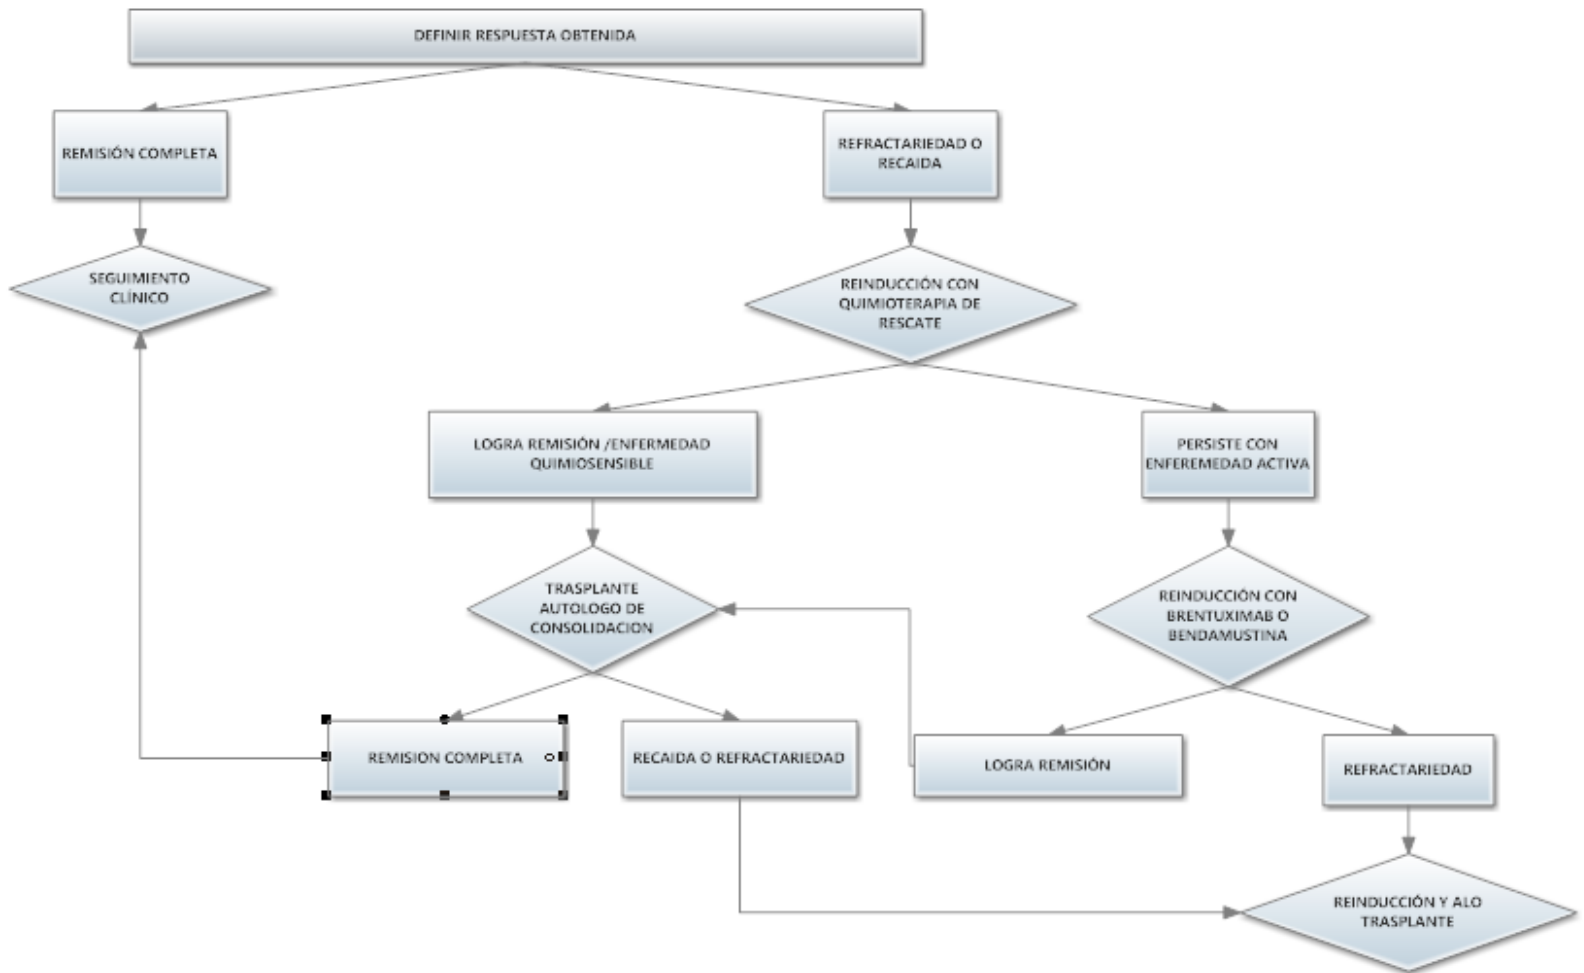 DEFINIR RESPUESTA OBTENIDA
REMISIÓN COMPLETA
REFRACTARIEDAD O
RECAIDA
SEGUIMIENTO
CLÍNICO
REINDUCCIÓN CON
QUIMIOTERAPIA DE
RESCATE
LOGRA REMISIÓN /ENFERMEDAD
QUIMIOSENSIBLE
PERSISTE CON
ENFEREMEDAD ACTIVA
TRASPLANTE
AUTOLOGO DE
CONSOLIDACION
REINDUCCIÓN CON
BRENTUXIMAB O
BENDAMUSTINA
REMISION COMPLETA
RECAIDA O REFRACTARIEDAD
LOGRA REMISIÓN
REFRACTARIEDAD
REINDUCCIÓN Y ALO
TRASPLANTE